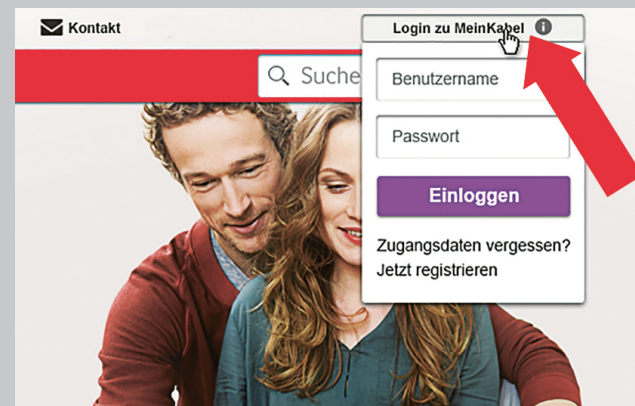 Kontakt
Login zu MeinKabel
Suche
Benutzername
Passwort
Einloggen
Zugangsdaten vergessen?
Jetzt registrieren